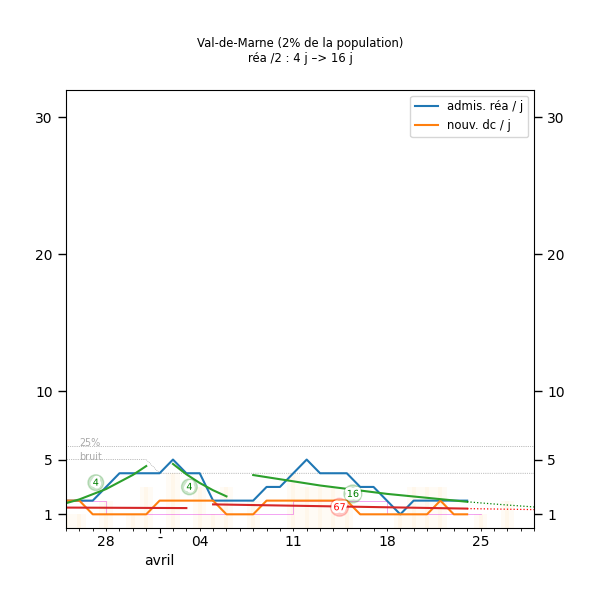 Val-de-Marne (2% de la population)
réa /2 : 4 j –> 16 j
admis. réa / j
nouv. dc / j
30 30
20 20
10 10
25%
bruit
5 5
4 4 16 67
1 1
28 - 04 11 18 25
avril